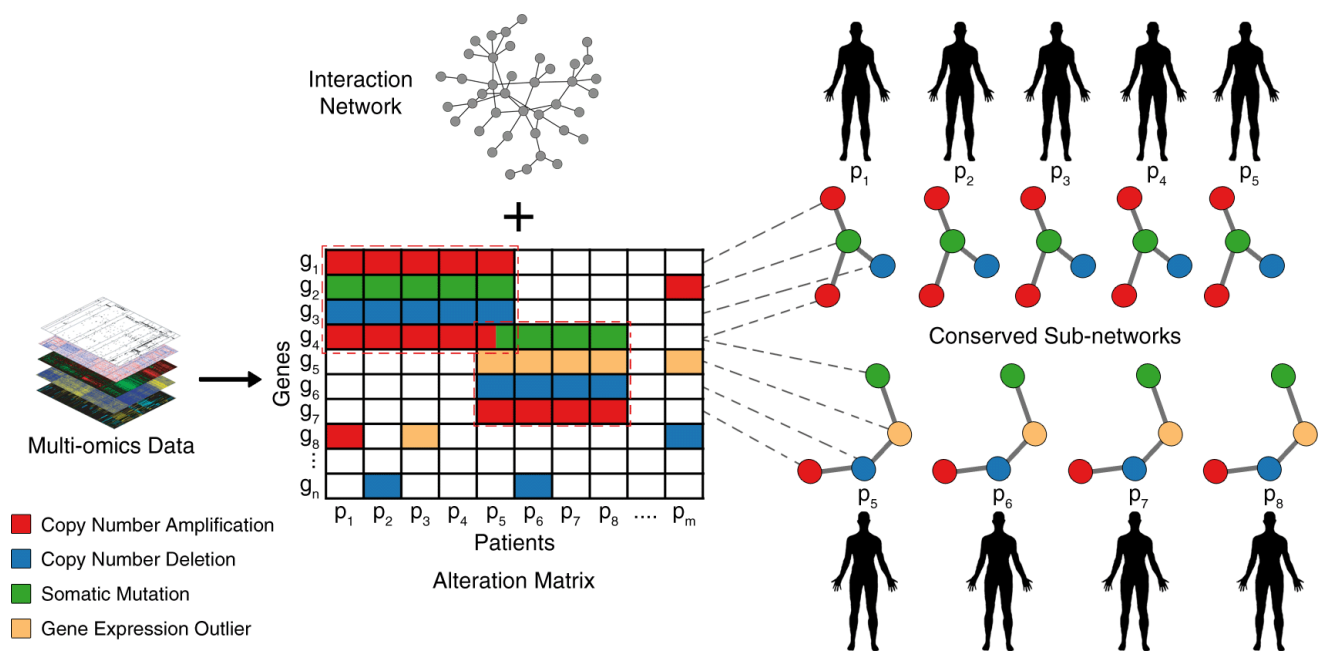 Interaction
Network
+
p1 p2 p3 p4 p5
Conserved Sub-networks
Genes
g1
g2
g3
g4
g5
g6
g7
g8
⋮
gn
p1 p2 p3 p4 p5 p6 p7 p8 .... pm
Patients
Alteration Matrix
Multi-omics Data
p5 p6 p7 p8
Copy Number Amplification
Copy Number Deletion
Somatic Mutation
Gene Expression Outlier